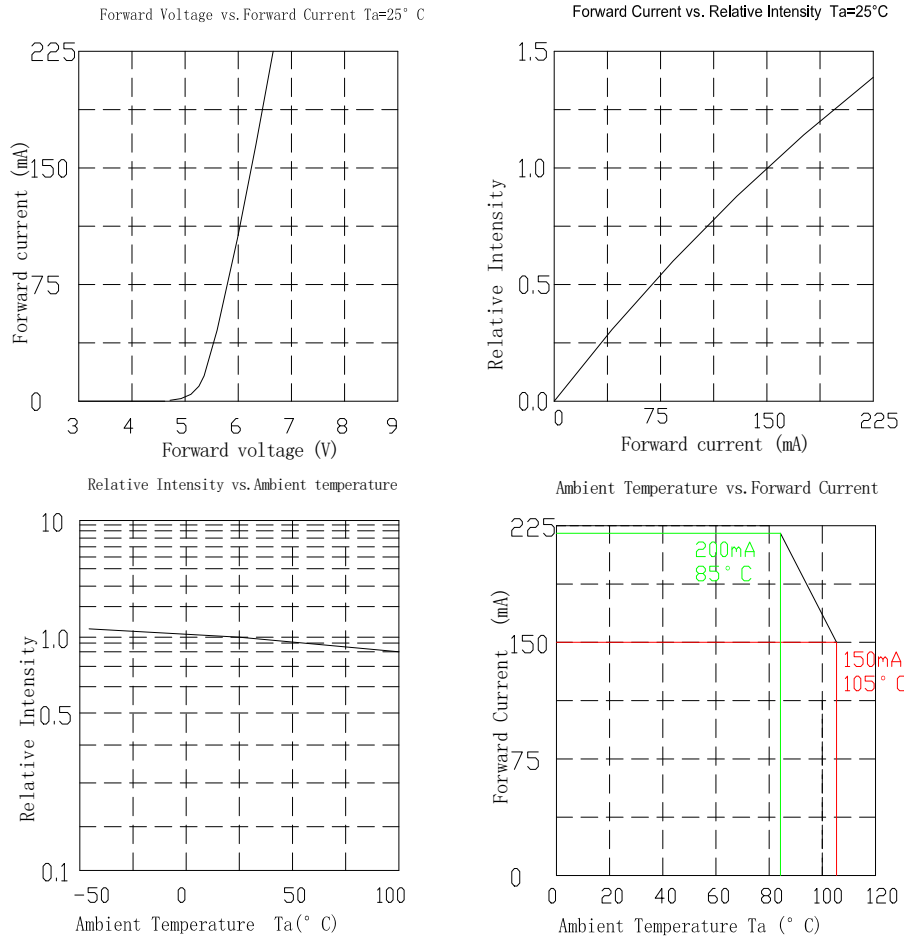 Forward Voltage vs.Forward Current Ta=25° C
225
150
75
0
Forward current (mA)
3 4 5 6 7 8 9
Forward voltage (V)
Forward Current vs. Relative Intensity Ta=25°C
1.5
1.0
0.5
0.0
Relative Intensity
0 75 150 225
Forward current (mA)
Relative Intensity vs.Ambient temperature
10
1.0
0.5
0.1
Relative Intensity
-50 0 50 100
Ambient Temperature Ta(° C)
Ambient Temperature vs.Forward Current
225
150
75
0
Forward Current (mA)
200mA
85° C
150mA
105° C
0 20 40 60 80 100 120
Ambient Temperature Ta (° C)